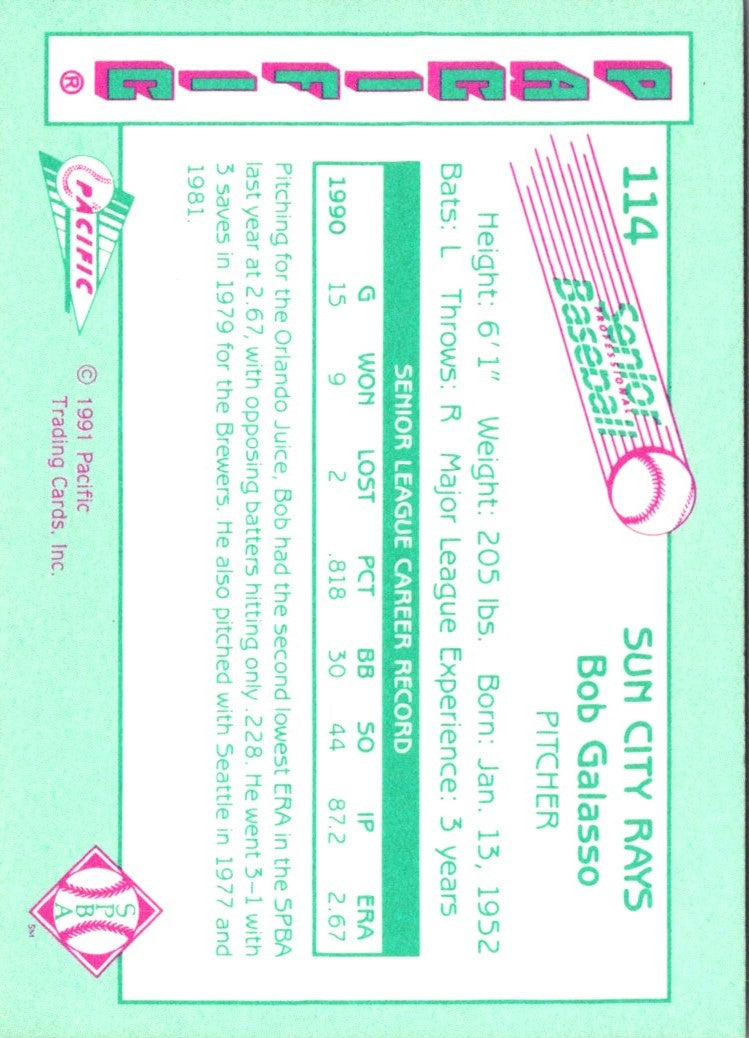 PACIFIC®
114
Senior
PROFESSIONAL
Baseball
SUN CITY RAYS
Bob Galasso
PITCHER
Height: 6'1" Weight: 205 lbs. Born: Jan. 13, 1952
Bats: L Throws: R Major League Experience: 3 years
SENIOR LEAGUE CAREER RECORD
G WON LOST PCT BB SO IP ERA
1990 15 9 2 .818 30 44 87.2 2.67
Pitching for the Orlando Juice, Bob had the second lowest ERA in the SPBA
last year at 2.67, with opposing batters hitting only .228. He went 3-1 with
3 saves in 1979 for the Brewers. He also pitched with Seattle in 1977 and
1981.
PACIFIC
© 1991 Pacific
Trading Cards, Inc.
S
P
B
A
SM